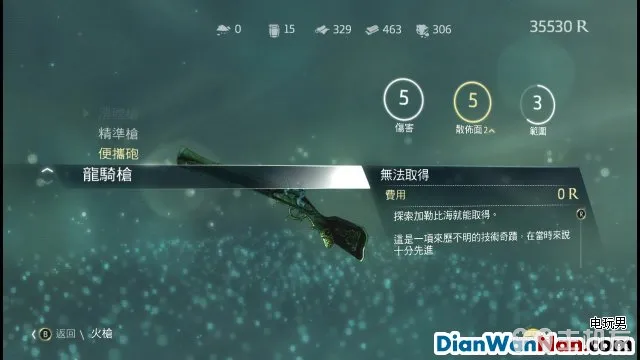 0 15 329 463 306 35530 R
5 5 3
傷害 散佈面2 範圍
精準槍
便攜砲
龍騎槍
無法取得
費用 0 R
探索加勒比海就能取得。
這是一項來歷不明的技術奇蹟，在當時來說
十分先進
B 返回 \ 火槍
电玩男
DianWanNan.com